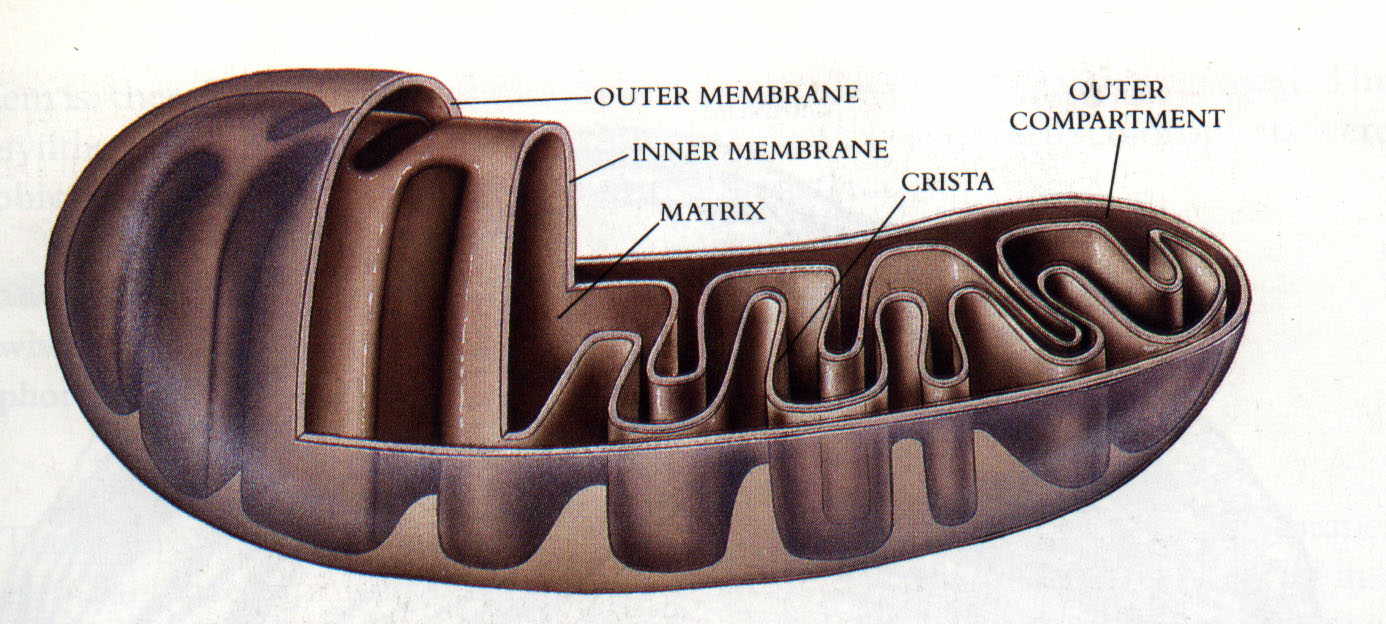 OUTER MEMBRANE
OUTER
COMPARTMENT
INNER MEMBRANE
CRISTA
MATRIX